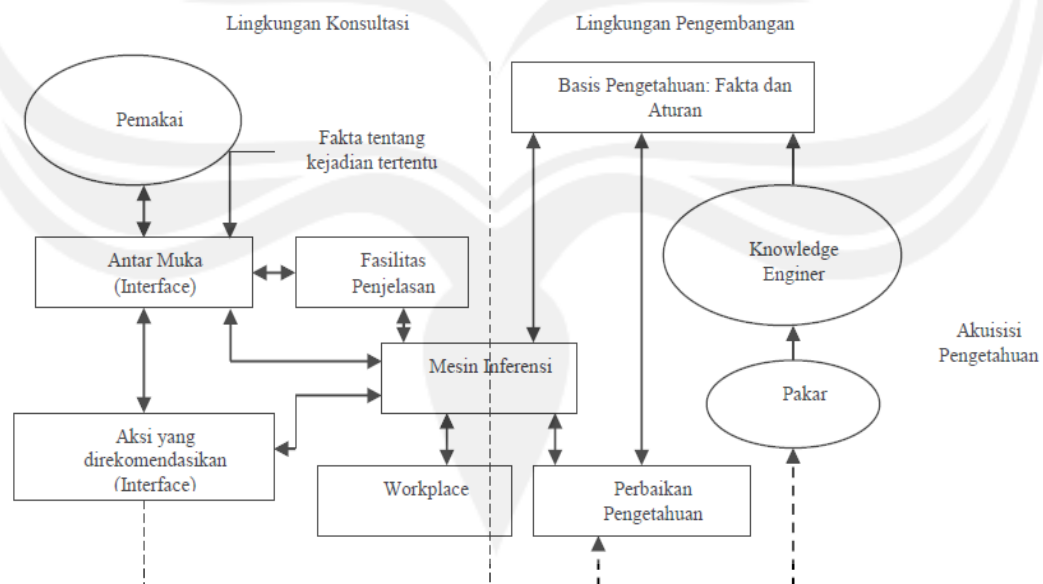 Lingkungan Konsultasi
Lingkungan Pengembangan
Pemakai
Fakta tentang
kejadian tertentu
Basis Pengetahuan: Fakta dan
Aturan
Antar Muka
(Interface)
Fasilitas
Penjelasan
Knowledge
Enginer
Akuisisi
Pengetahuan
Mesin Inferensi
Pakar
Aksi yang
direkomendasikan
(Interface)
Workplace
Perbaikan
Pengetahuan